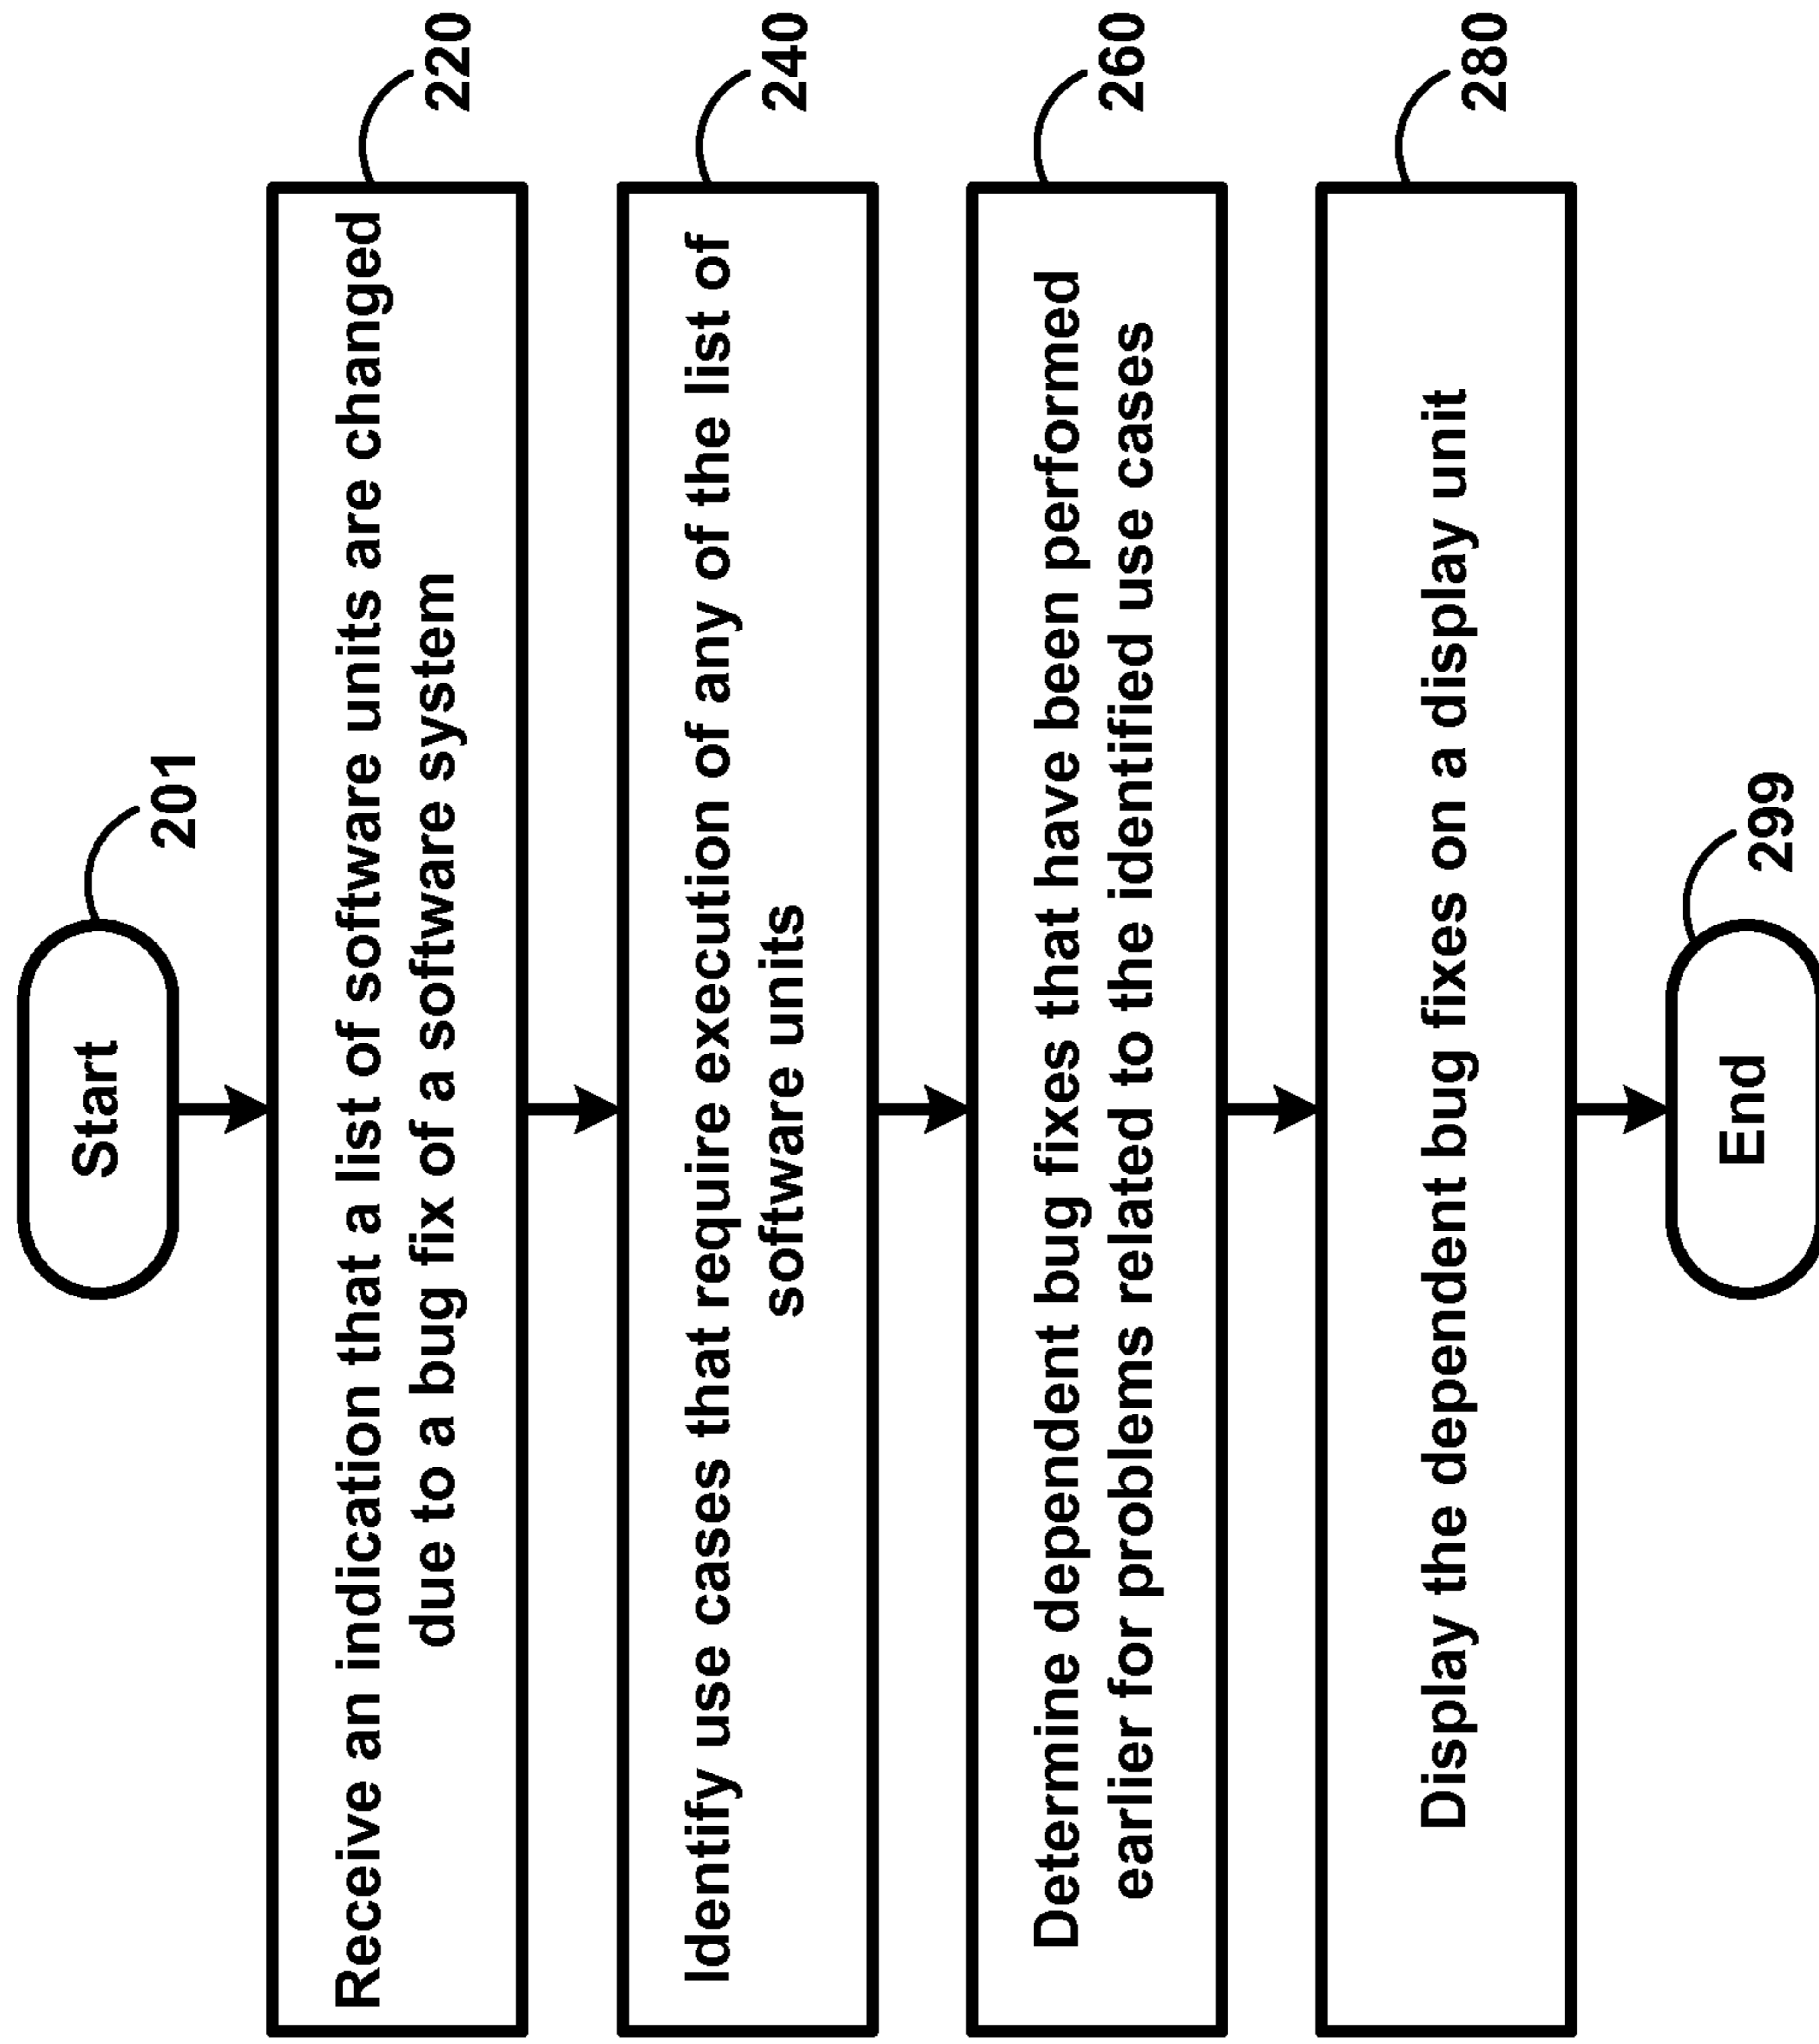 Start
201
Receive an indication that a list of software units are changed
due to a bug fix of a software system
220
Identify use cases that require execution of any of the list of
software units
240
Determine dependent bug fixes that have been performed
earlier for problems related to the identified use cases
260
Display the dependent bug fixes on a display unit
280
End
299